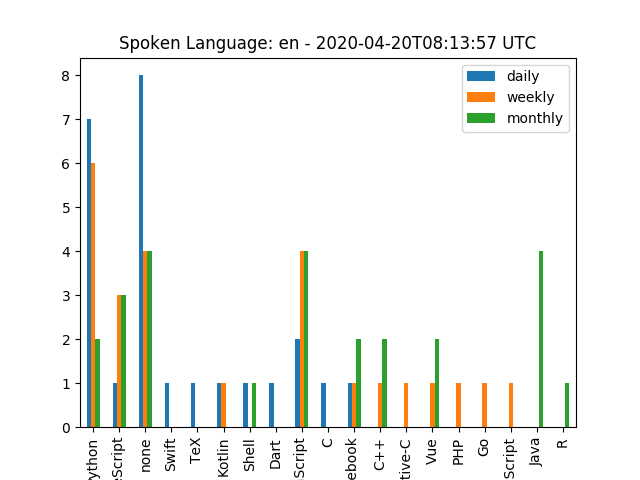 Spoken Language: en - 2020-04-20T08:13:57 UTC
daily
weekly
monthly
8
7
6
5
4
3
2
1
0
ython
eScript
none
Swift
TeX
Kotlin
Shell
Dart
Script
C
ebook
C++
tive-C
Vue
PHP
Go
Script
Java
R